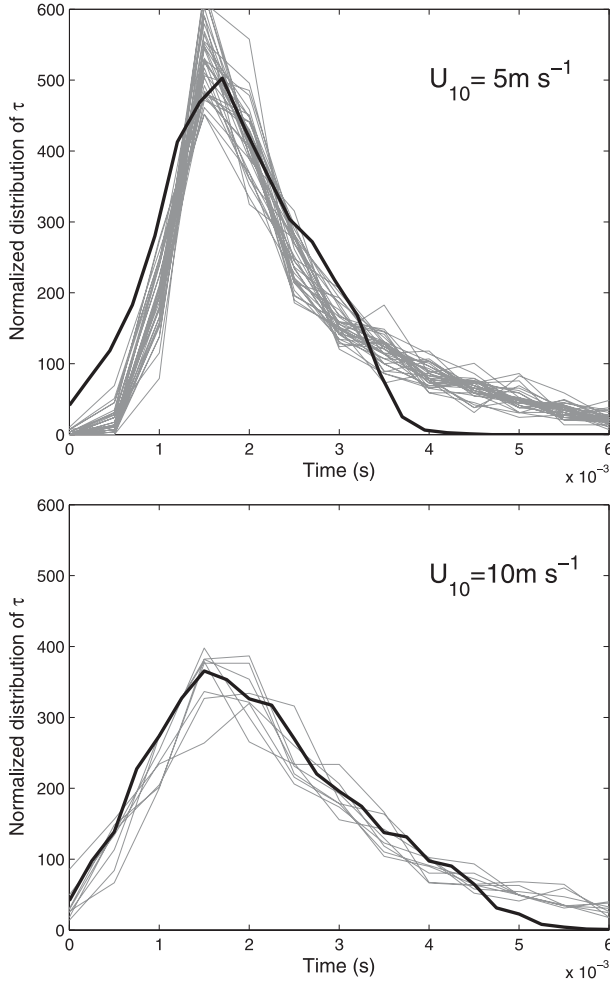 600
500
400
300
200
100
0
Normalized distribution of τ
U10= 5m s−1
0 1 2 3 4 5 6
Time (s)
x 10−3
600
500
400
300
200
100
0
Normalized distribution of τ
U10=10m s−1
0 1 2 3 4 5 6
Time (s)
x 10−3